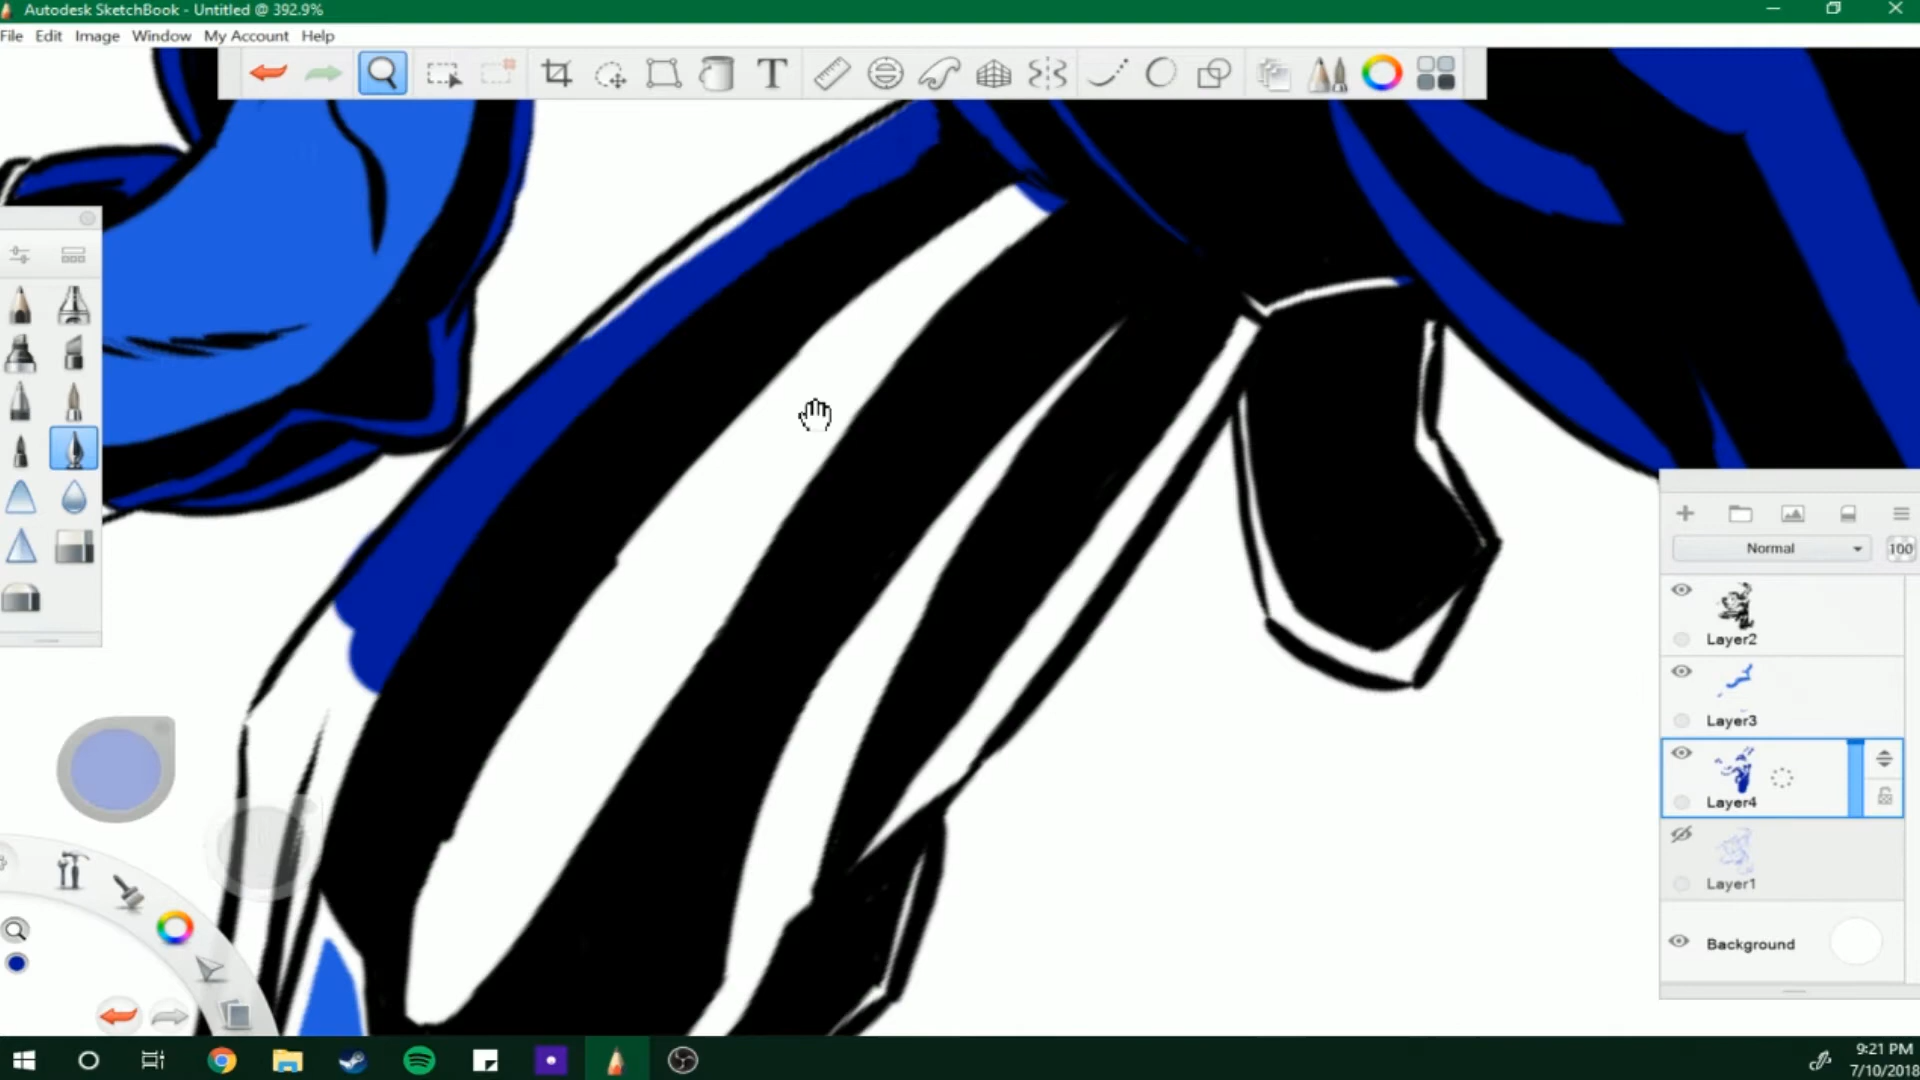 Autodesk SketchBook - Untitled @ 392.9%
File Edit Image Window My Account Help
T
Normal 100
Layer2
Layer3
Layer4
Layer1
Background
9:21 PM
7/10/2018